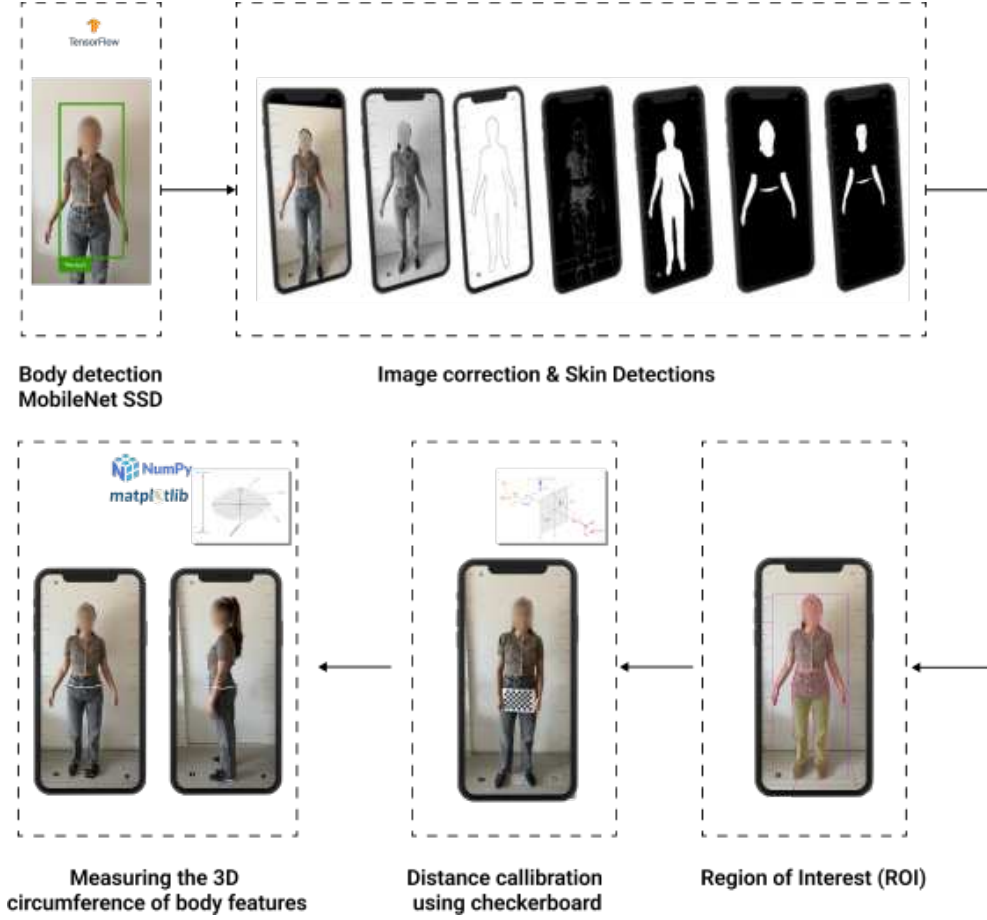 TensorFlow
Body detection
MobileNet SSD
Image correction & Skin Detections
NumPy
matplotlib
Measuring the 3D
circumference of body features
Distance callibration
using checkerboard
Region of Interest (ROI)